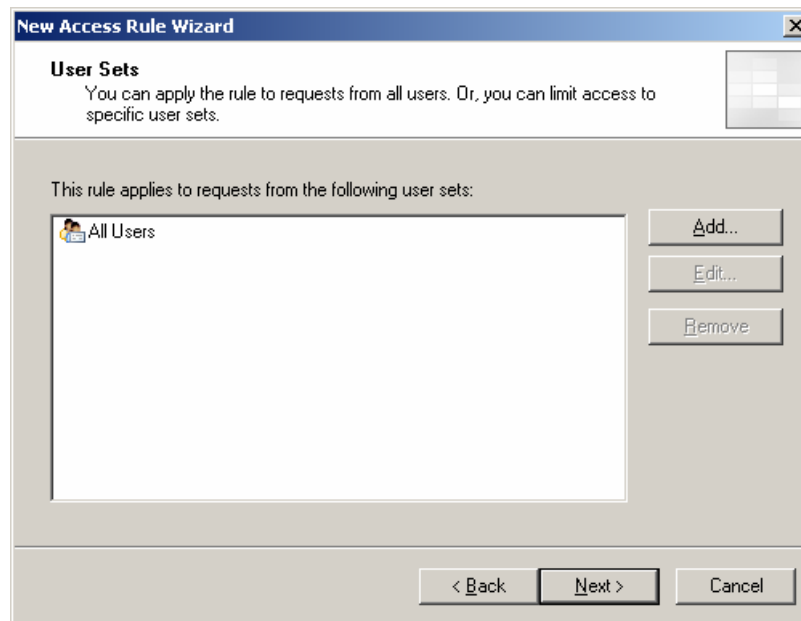 New Access Rule Wizard
User Sets
You can apply the rule to requests from all users. Or, you can limit access to
specific user sets.
This rule applies to requests from the following user sets:
All Users
Add...
Edit...
Remove
< Back
Next >
Cancel